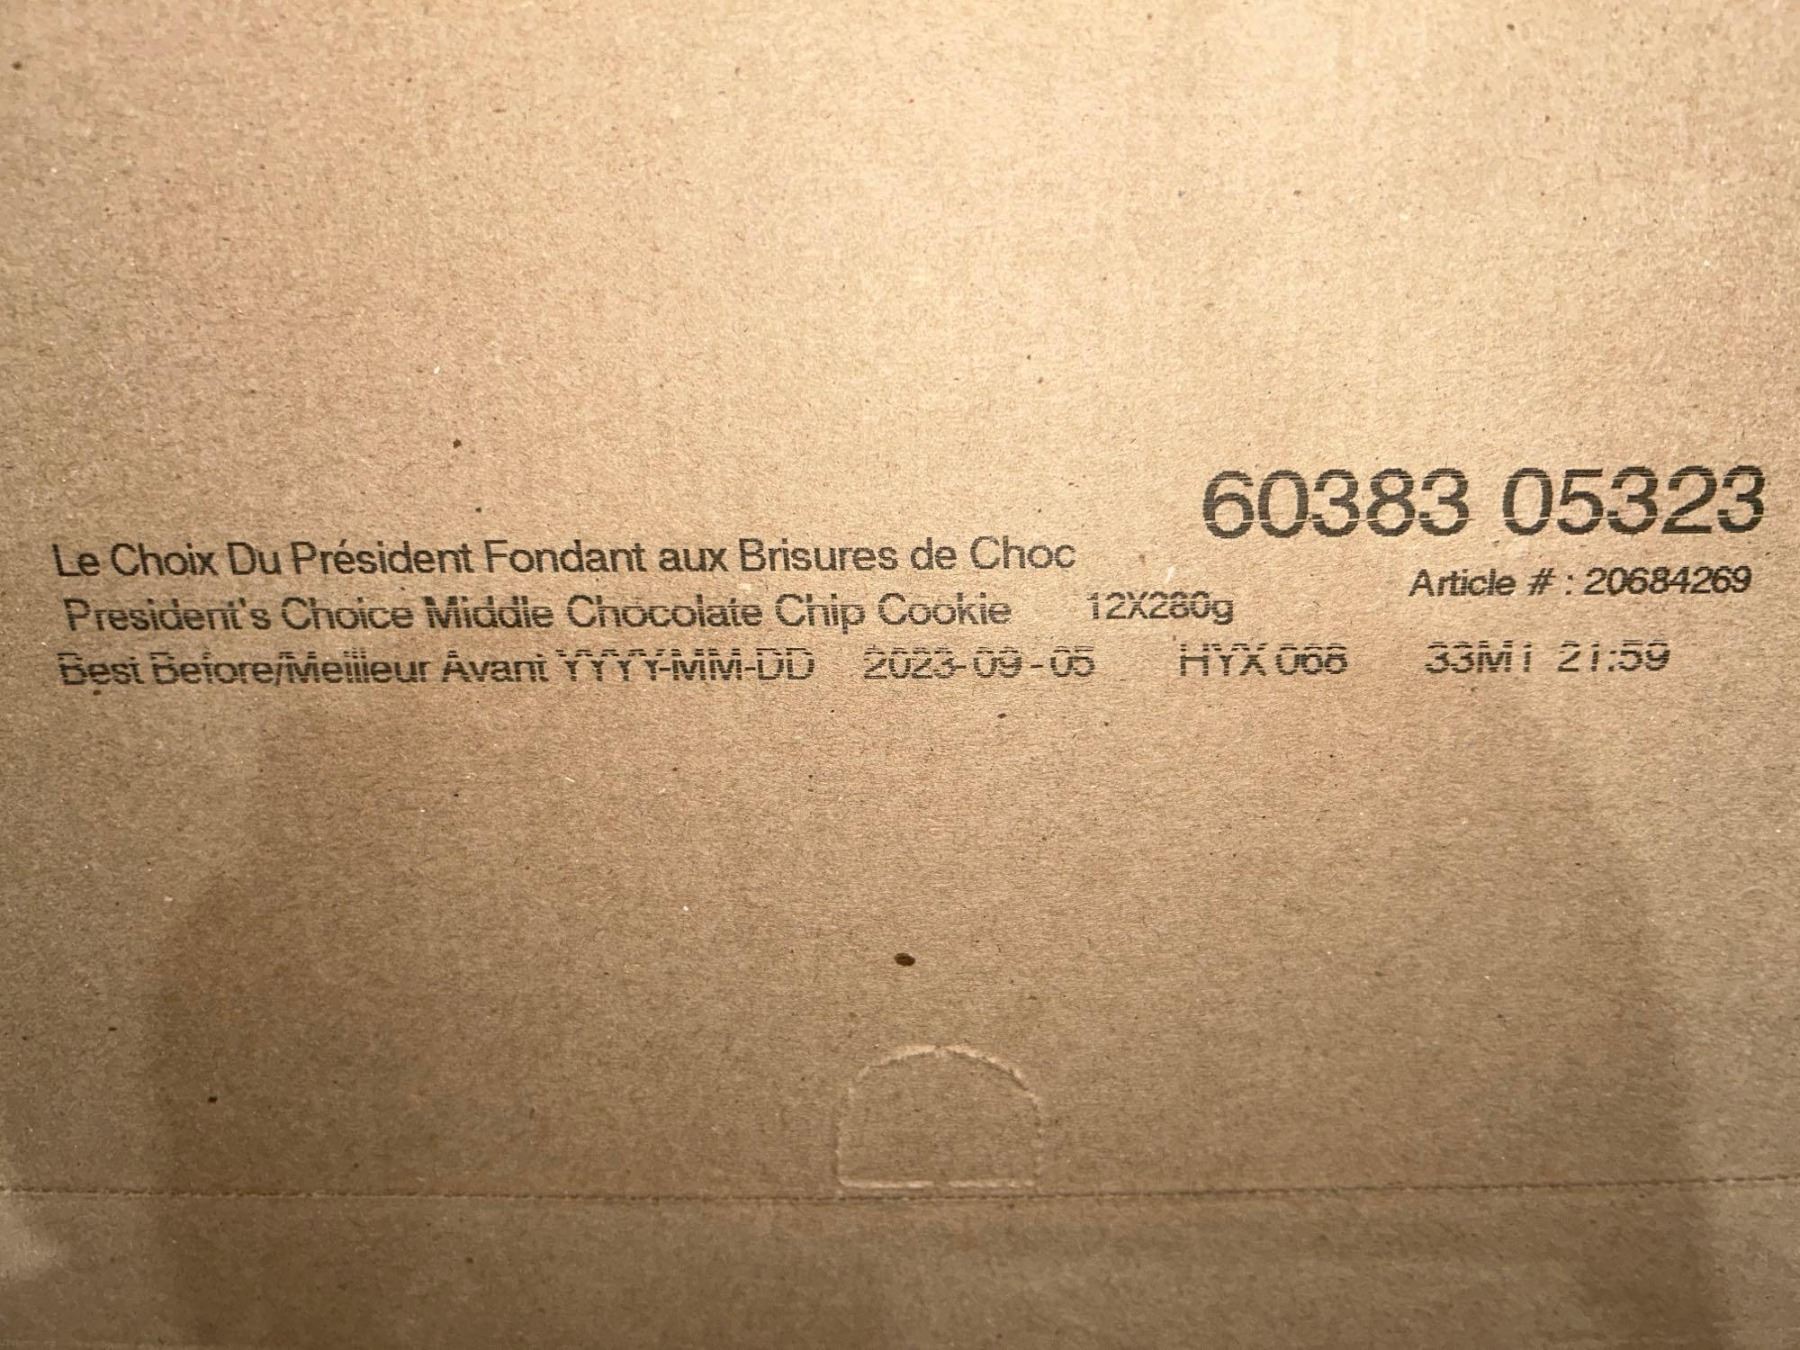 60383 05323
Le Choix Du Président Fondant aux Brisures de Choc
Article # : 20684269
President's Choice Middle Chocolate Chip Cookie 12X280g
Best Before/Meilleur Avant YYYY-MM-DD 2023-09-05 HYX 068 33M1 21:59